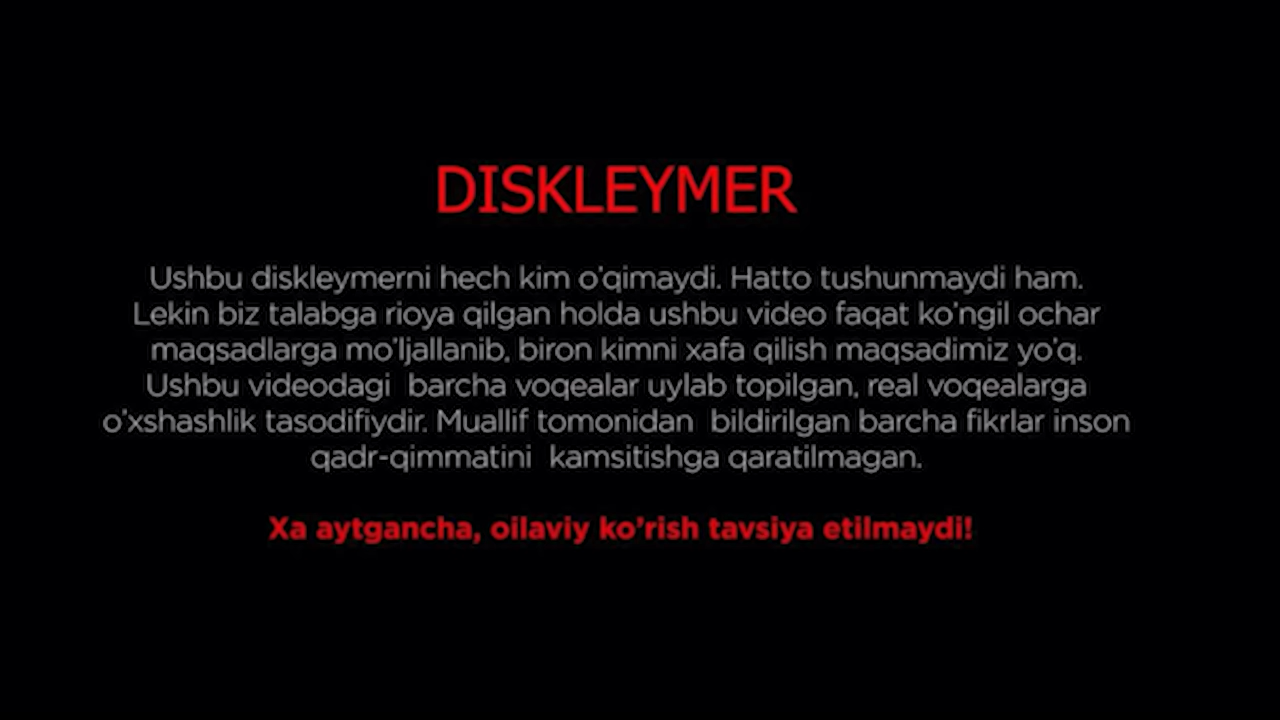 DISKLEYMER
Ushbu diskleymerni hech kim o'qimaydi. Hatto tushunmaydi ham.
Lekin biz talabga rioya qilgan holda ushbu video faqat ko'ngil ochar
maqsadlarga mo'ljallanib, biron kimni xafa qilish maqsadimiz yo'q.
Ushbu videodagi  barcha voqealar uylab topilgan, real voqealarga
o'xshashlik tasodifiydir. Muallif tomonidan  bildirilgan barcha fikrlar inson
qadr-qimmatini  kamsitishga qaratilmagan.
Xa aytgancha, oilaviy ko’rish tavsiya etilmaydi!